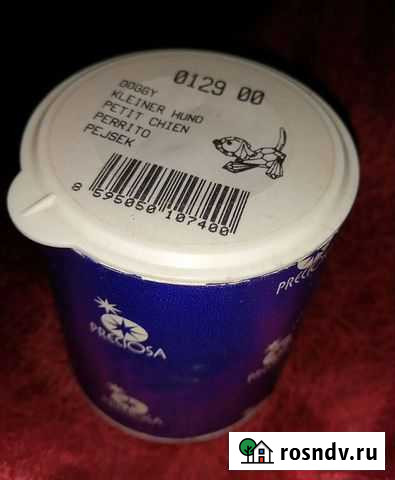 DOGGY 0129 00
KLEINER HUND
PETIT CHIEN
PERRITO
PEJSEK
8 595050 107400
PRECIOSA
PRECIOSA
rosndv.ru